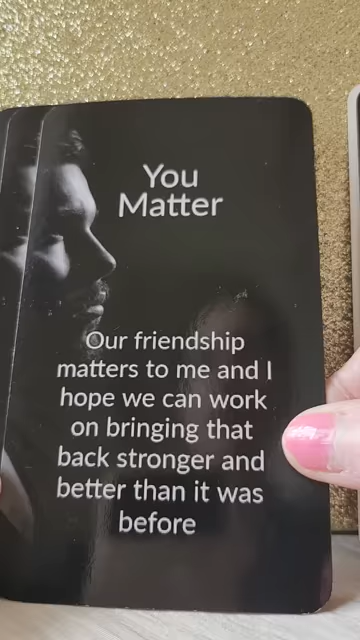 You
Matter
Our friendship
matters to me and I
hope we can work
on bringing that
back stronger and
better than it was
before